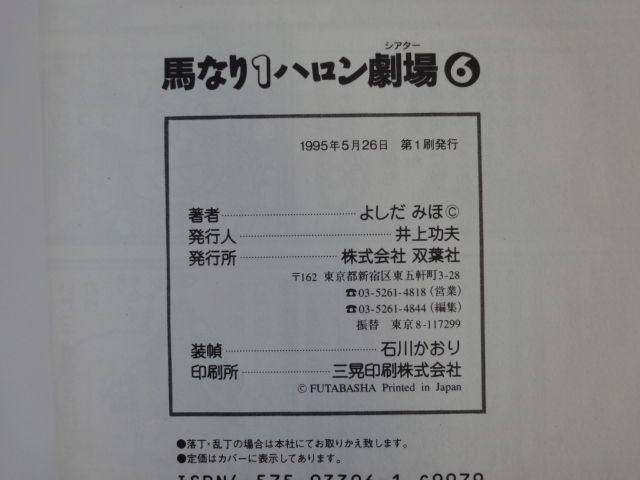 シアター
馬なり1ハロン劇場❻
1995年5月26日 第1刷発行
著者……………………よしだ みほ©
発行人……………………井上功夫
発行所……………………株式会社 双葉社
〒162 東京都新宿区東五軒町3-28
☎03-5261-4818(営業)
☎03-5261-4844(編集)
振替 東京8-117299
装幀……………………石川かおり
印刷所……………………三晃印刷株式会社
© FUTABASHA Printed in Japan
●落丁・乱丁の場合は本社にてお取りかえ致します。
●定価はカバーに表示してあります。